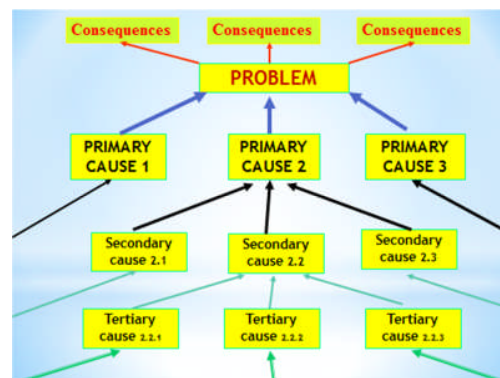 Consequences Consequences Consequences
PROBLEM
PRIMARY
CAUSE 1
PRIMARY
CAUSE 2
PRIMARY
CAUSE 3
Secondary
cause 2.1
Secondary
cause 2.2
Secondary
cause 2.3
Tertiary
cause 2.2.1
Tertiary
cause 2.2.2
Tertiary
cause 2.2.3